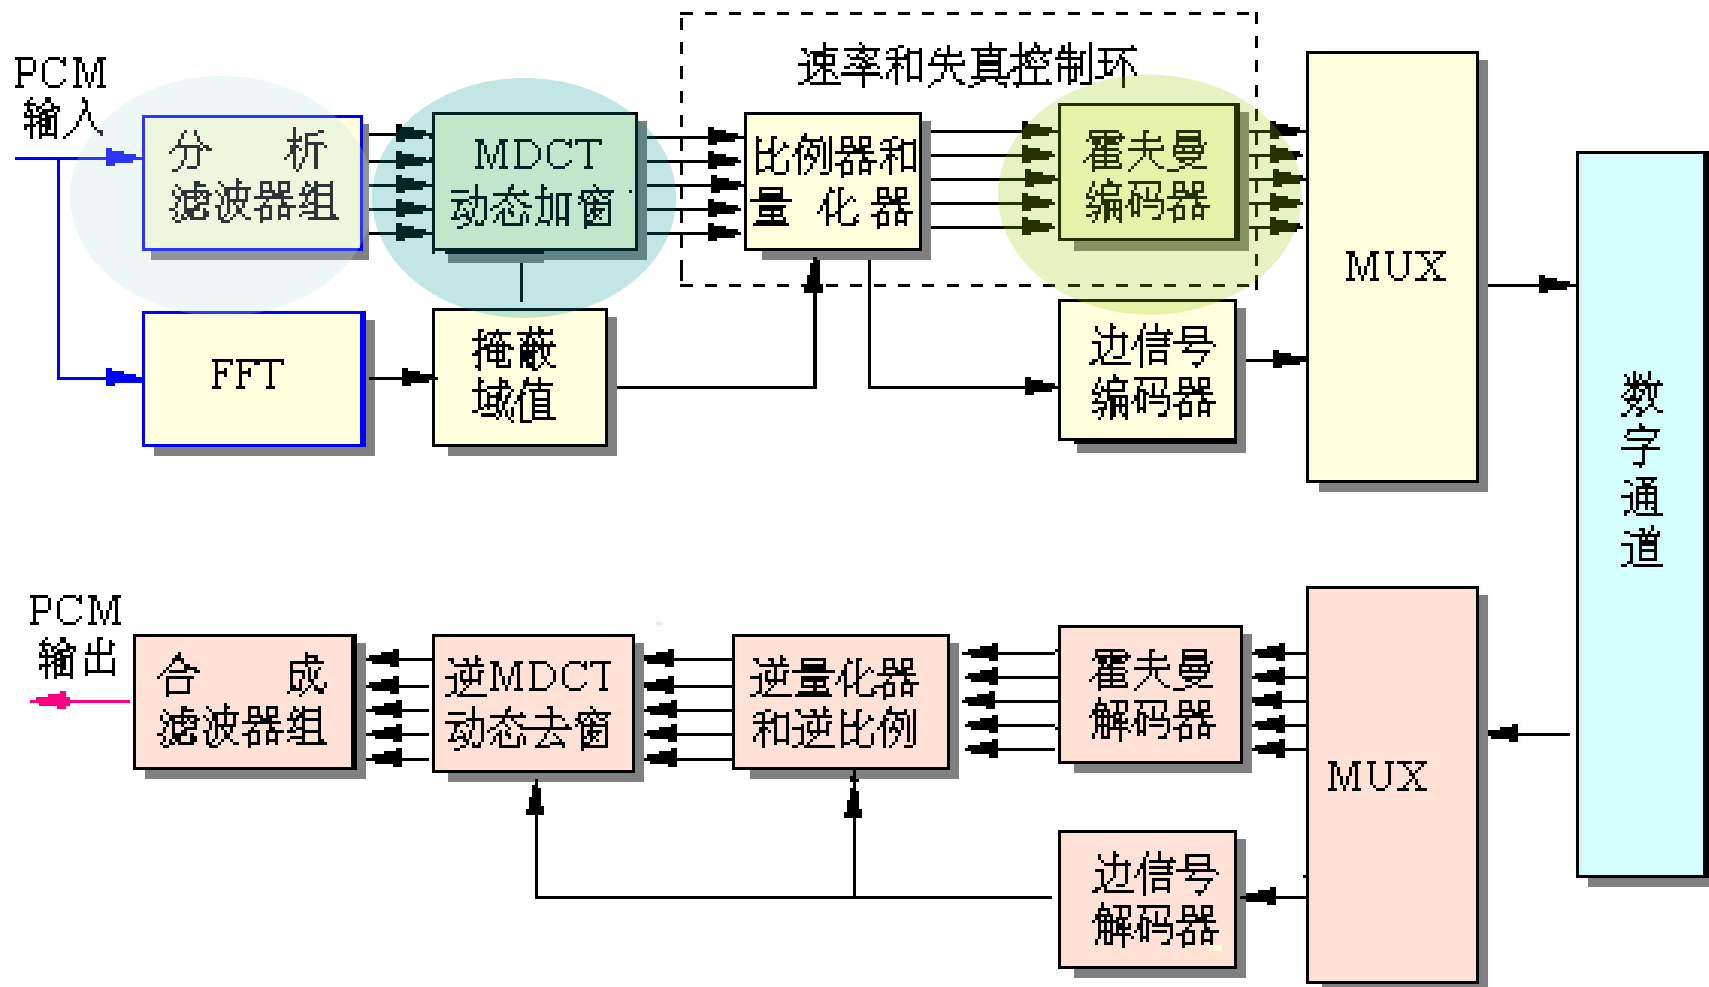 速率和失真控制环
PCM
输入
分 析
滤波器组
MDCT
动态加窗
比例器和
量 化 器
霍夫曼
编码器
MUX
FFT
掩蔽
域值
边信号
编码器
数
字
通
道
PCM
输出
合 成
滤波器组
逆MDCT
动态去窗
逆量化器
和逆比例
霍夫曼
解码器
MUX
边信号
解码器